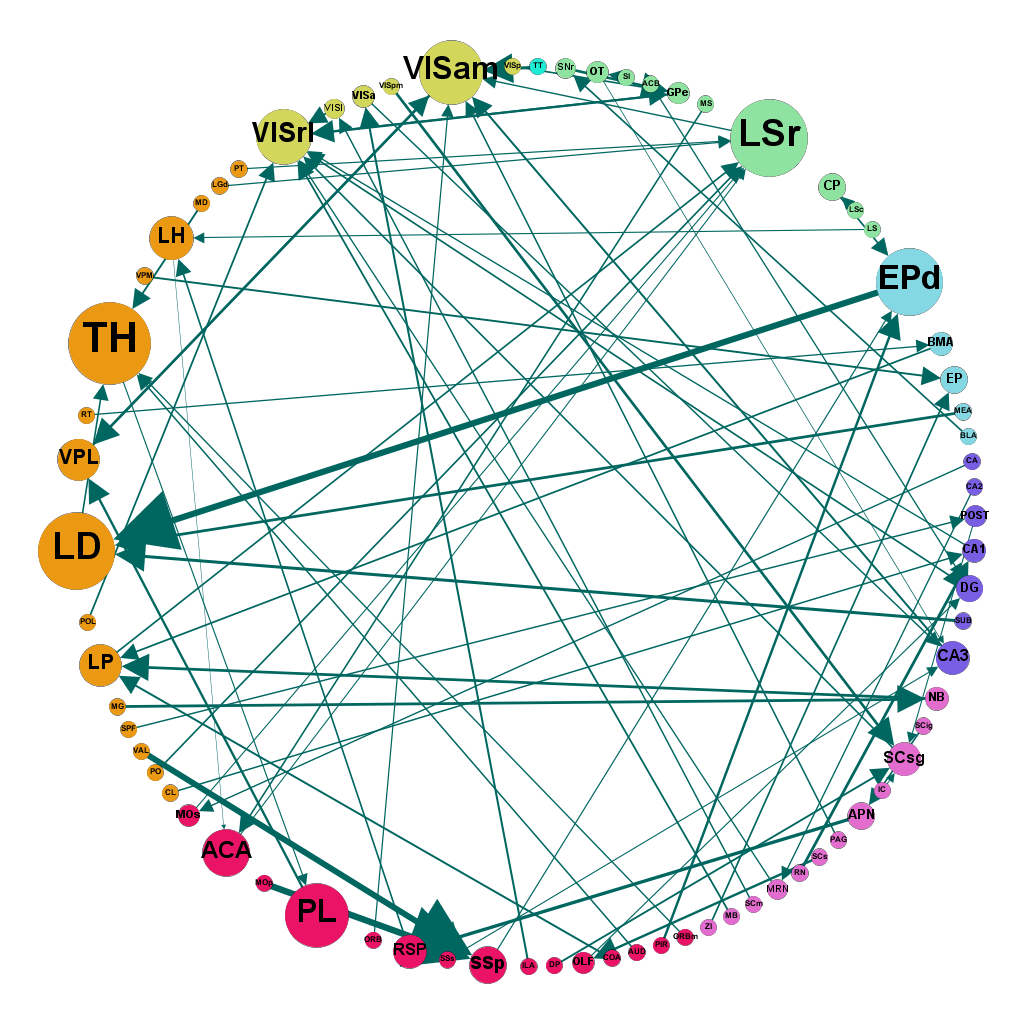 VISam
VISp
TT
SNr
OT
SI
ACB
GPe
MS
LSr
CP
LSc
LS
EPd
BMA
EP
MEA
BLA
CA
CA2
POST
CA1
DG
SUB
CA3
NB
SCig
SCsg
IC
APN
PAG
SCs
RN
MRN
SCm
MB
ZI
ORBm
PIR
AUD
COA
OLF
DP
ILA
SSp
SSs
RSP
ORB
PL
MOp
ACA
MOs
CL
PO
VAL
SPF
MG
LP
POL
LD
VPL
RT
TH
VPM
LH
MD
LGd
PT
VISrl
VISl
VISa
VISpm